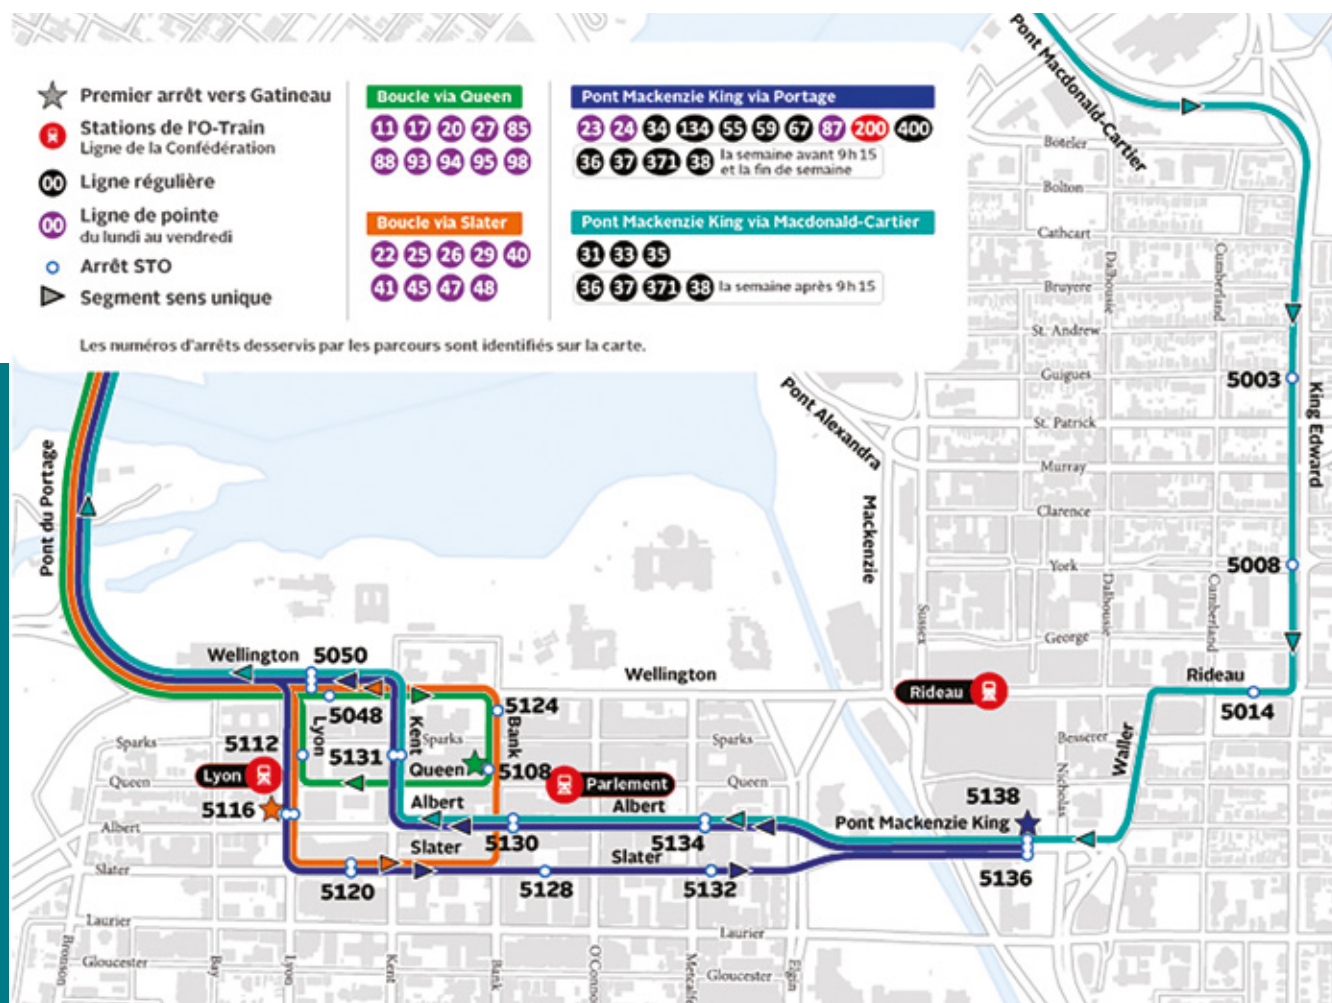 Premier arrêt vers Gatineau
Stations de l'O-Train
Ligne de la Confédération
00 Ligne régulière
00 Ligne de pointe
du lundi au vendredi
Arrêt STO
Segment sens unique
Boucle via Queen
11 17 20 27 85
88 93 94 95 98
Boucle via Slater
22 25 26 29 40
41 45 47 48
Pont Mackenzie King via Portage
23 24 34 134 55 59 67 87 200 400
36 37 371 38 la semaine avant 9 h 15
et la fin de semaine
Pont Mackenzie King via Macdonald-Cartier
31 33 35
36 37 371 38 la semaine après 9 h 15
Les numéros d'arrêts desservis par les parcours sont identifiés sur la carte.
Pont Macdonald-Cartier
Boteler
Bolton
Cathcart
Dalhousie
Cumberland
Bruyere
St. Andrew
Guigues
5003
King Edward
Pont Alexandra
St. Patrick
Murray
Clarence
Mackenzie
Pont du Portage
York
5008
Dalhousie
Cumberland
Sussex
George
Wellington
5050
Wellington
Rideau
Rideau
5014
5048
5124
Lyon
Kent
Bank
Sparks
5112
5131
Sparks
Sparks
Besserer
Waller
Nicholas
Lyon
Queen
5108
Parlement
Queen
Queen
5116
Albert
Albert
5138
Pont Mackenzie King
Albert
Slater
5130
Slater
5134
Slater
5120
5128
5132
5136
Laurier
Laurier
Bronson
Gloucester
Bay
Lyon
Kent
Bank
O'Conno
Metcalf
Gloucester
Elgin